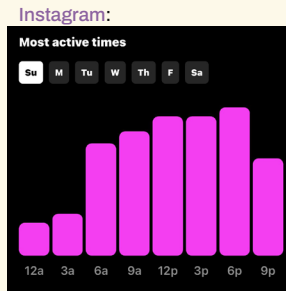 Instagram:
Most active times
Su M Tu W Th F Sa
12a 3a 6a 9a 12p 3p 6p 9p